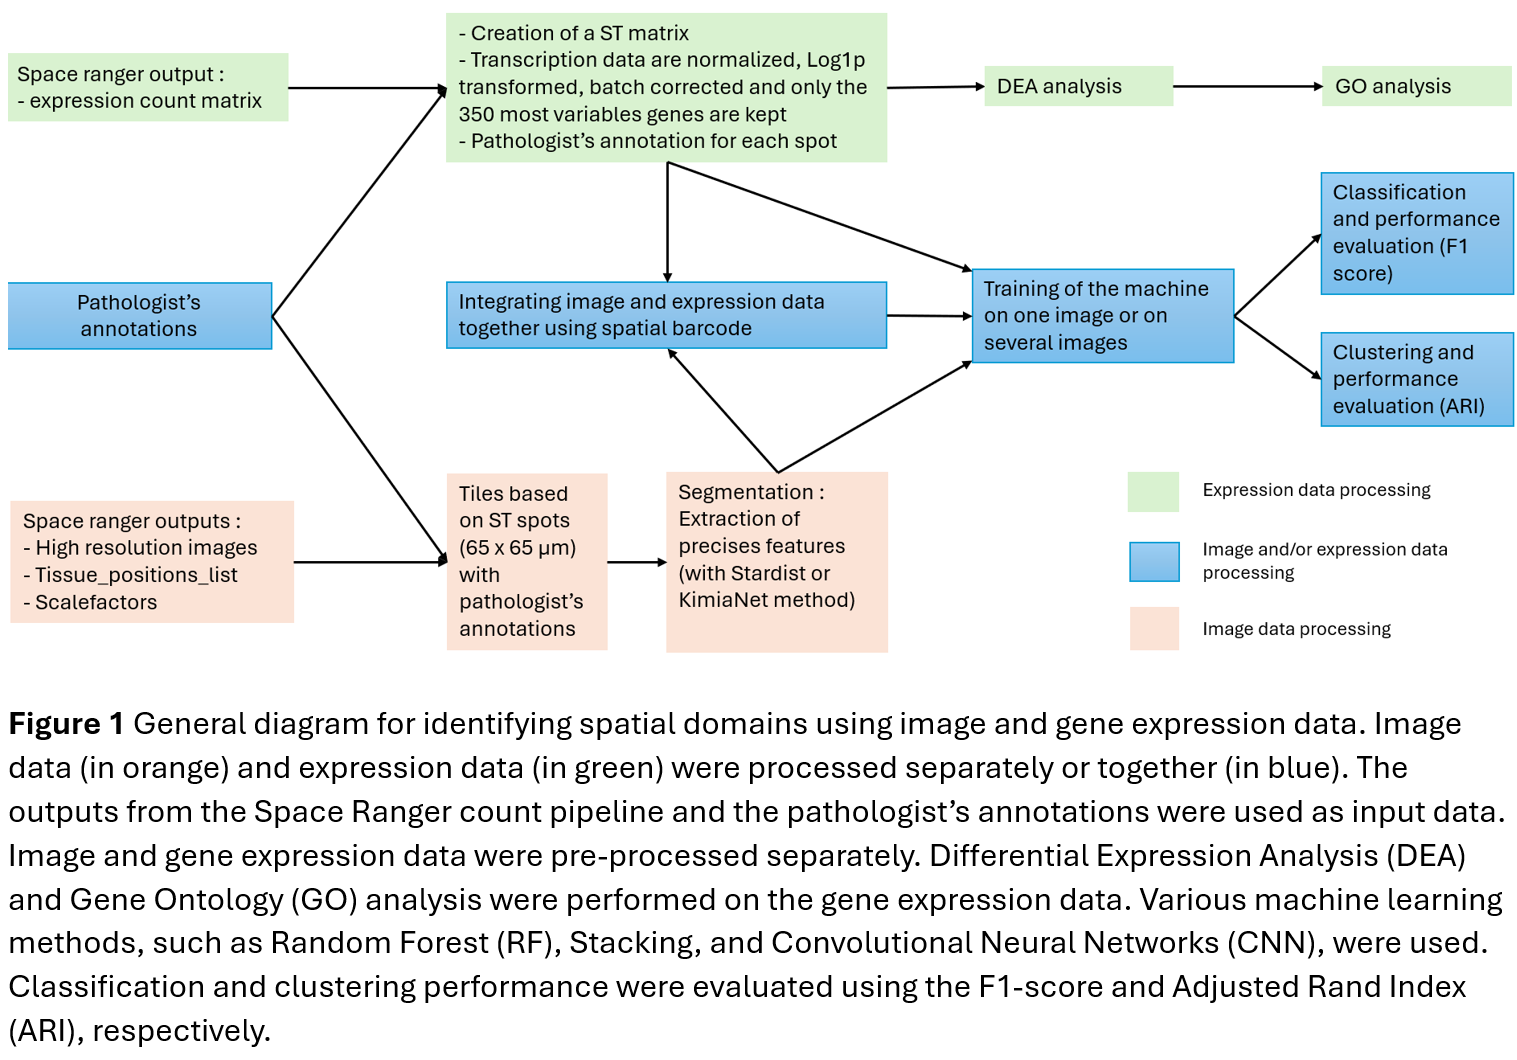 Space ranger output :
- expression count matrix
- Creation of a ST matrix
- Transcription data are normalized, Log1p
transformed, batch corrected and only the
350 most variables genes are kept
- Pathologist’s annotation for each spot
DEA analysis
GO analysis
Pathologist’s
annotations
Integrating image and expression data
together using spatial barcode
Training of the machine
on one image or on
several images
Classification
and performance
evaluation (F1
score)
Clustering and
performance
evaluation (ARI)
Space ranger outputs :
- High resolution images
- Tissue_positions_list
- Scalefactors
Tiles based
on ST spots
(65 x 65 µm)
with
pathologist’s
annotations
Segmentation :
Extraction of
precises features
(with Stardist or
KimiaNet method)
Expression data processing
Image and/or expression data
processing
Image data processing
Figure 1 General diagram for identifying spatial domains using image and gene expression data. Image
data (in orange) and expression data (in green) were processed separately or together (in blue). The
outputs from the Space Ranger count pipeline and the pathologist’s annotations were used as input data.
Image and gene expression data were pre-processed separately. Differential Expression Analysis (DEA)
and Gene Ontology (GO) analysis were performed on the gene expression data. Various machine learning
methods, such as Random Forest (RF), Stacking, and Convolutional Neural Networks (CNN), were used.
Classification and clustering performance were evaluated using the F1-score and Adjusted Rand Index
(ARI), respectively.